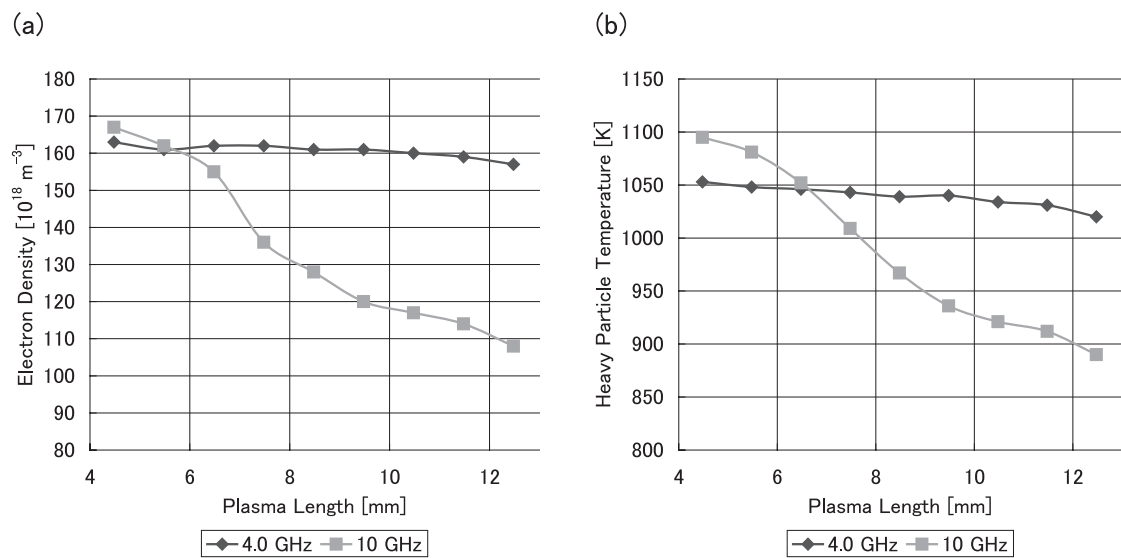 (a)
180
170
160
150
140
130
120
110
100
90
80
4 6 8 10 12
Electron Density [10¹⁸ m⁻³]
Plasma Length [mm]
4.0 GHz 10 GHz
(b)
1150
1100
1050
1000
950
900
850
800
4 6 8 10 12
Heavy Particle Temperature [K]
Plasma Length [mm]
4.0 GHz 10 GHz